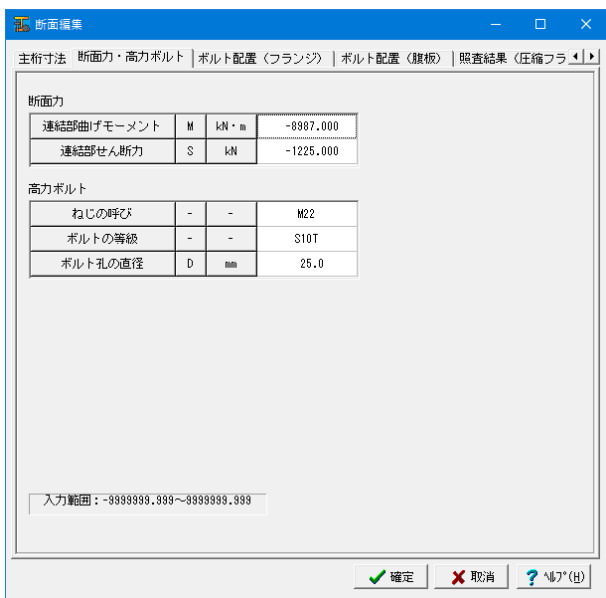 断面編集
主桁寸法 断面力・高力ボルト ボルト配置（フランジ） ボルト配置（腹板） 照査結果（圧縮フラ
断面力
連結部曲げモーメント M kN・m -8987.000
連結部せん断力 S kN -1225.000
高力ボルト
ねじの呼び - - M22
ボルトの等級 - - S10T
ボルト孔の直径 D mm 25.0
入力範囲：-9999999.999～9999999.999
確定 取消 ? ﾍﾙﾌﾟ(H)